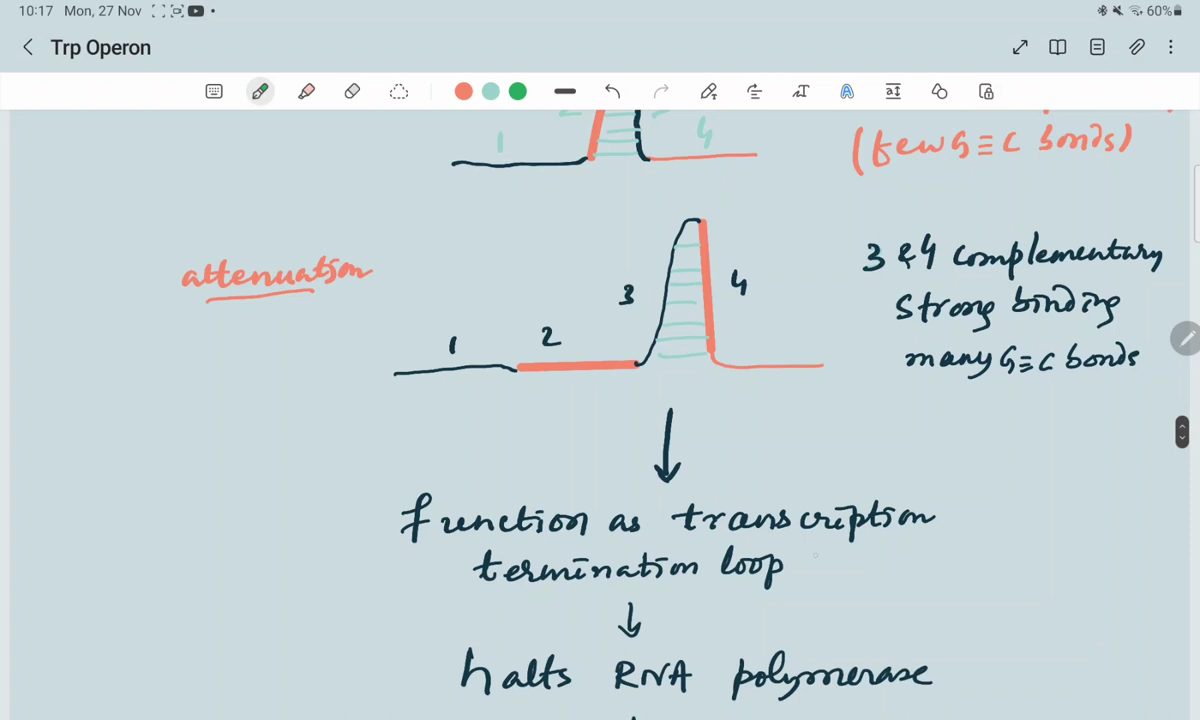 10:17 Mon, 27 Nov
60%
Trp Operon
1 4
(few G≡C bonds)
attenuation
3 & 4 complementary
strong binding
many G≡C bonds
1 2 3 4
function as transcription
termination loop
halts RNA polymerase